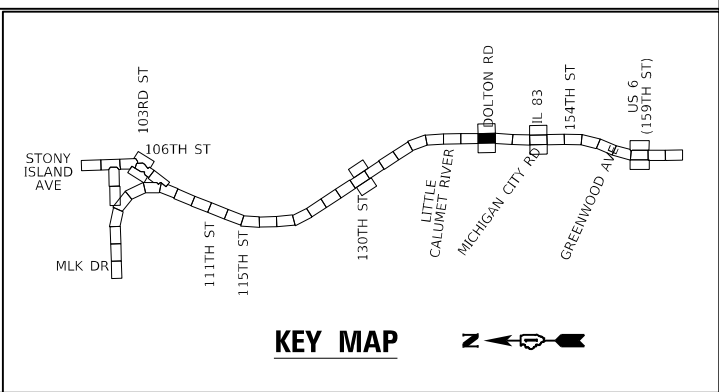 103RD ST
106TH ST
STONY
ISLAND
AVE
MLK DR
111TH ST
115TH ST
130TH ST
LITTLE
CALUMET RIVER
DOLTON RD
MICHIGAN CITY RD
IL 83
154TH ST
GREENWOOD AVE
US 6
(159TH ST)
KEY MAP
N